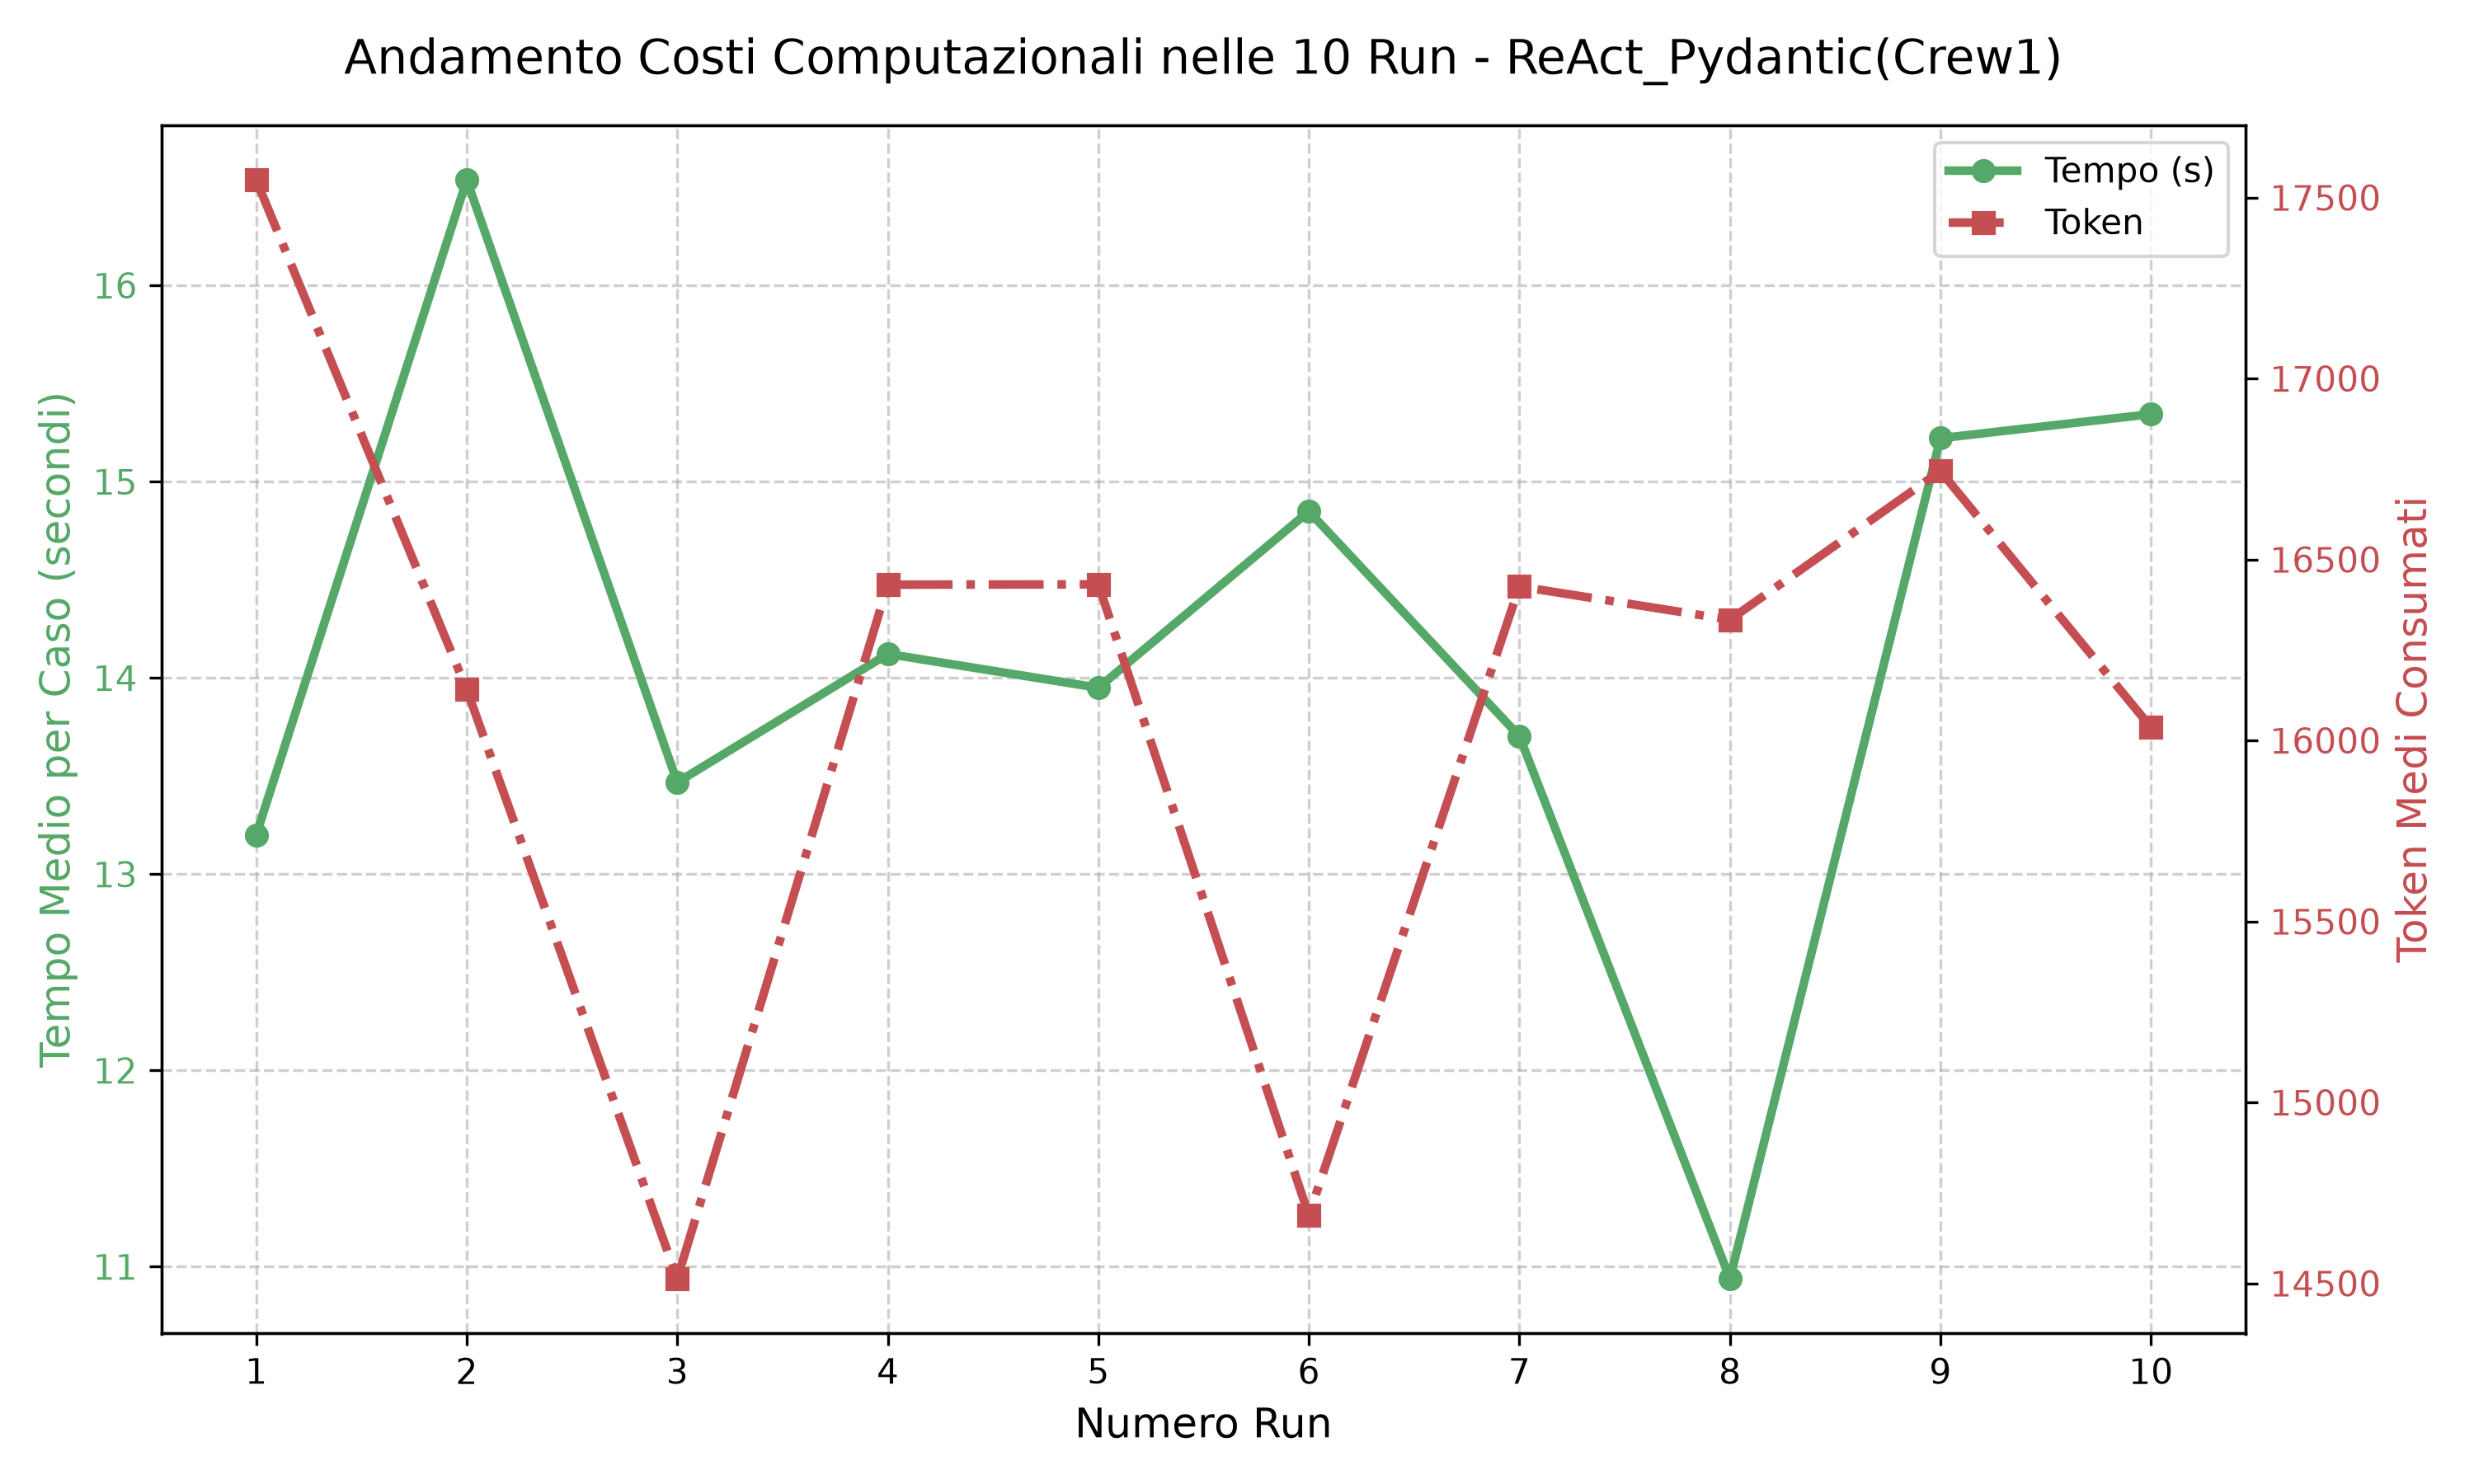 Andamento Costi Computazionali nelle 10 Run - ReAct_Pydantic(Crew1)
Tempo (s)
Token
Tempo Medio per Caso (secondi)
16
15
14
13
12
11
17500
17000
16500
16000
15500
15000
14500
Token Medi Consumati
1 2 3 4 5 6 7 8 9 10
Numero Run